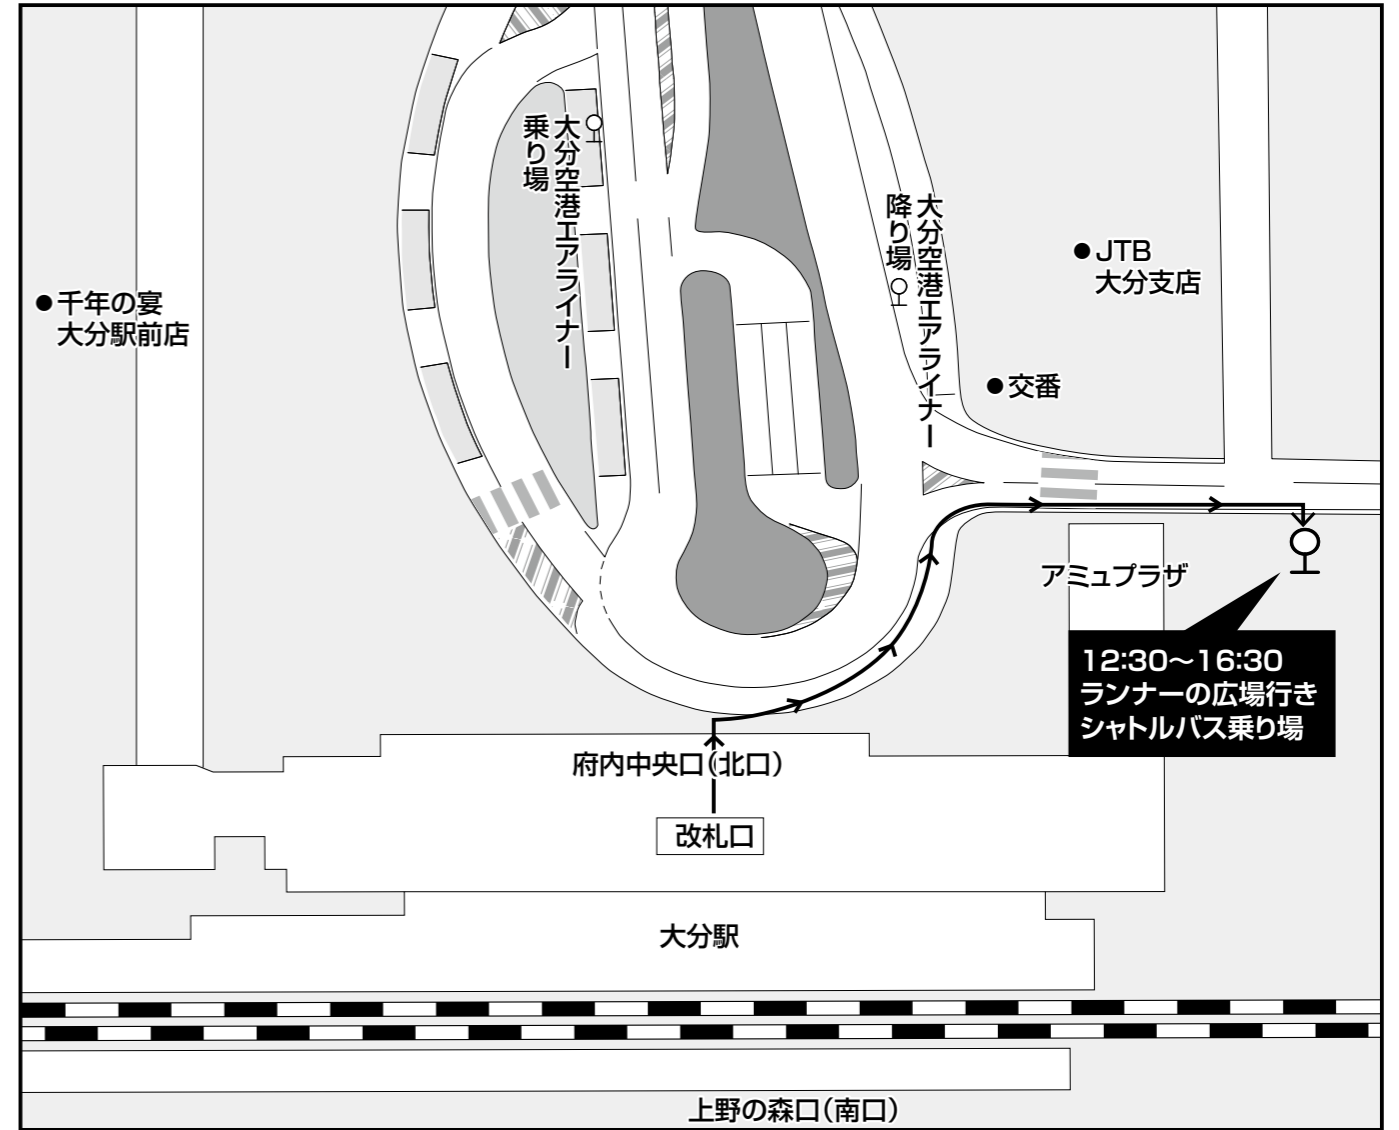 大分空港エアライナー
乗り場
大分空港エアライナー
降り場
●JTB
大分支店
●千年の宴
大分駅前店
●交番
アミュプラザ
12:30〜16:30
ランナーの広場行き
シャトルバス乗り場
府内中央口(北口)
改札口
大分駅
上野の森口(南口)